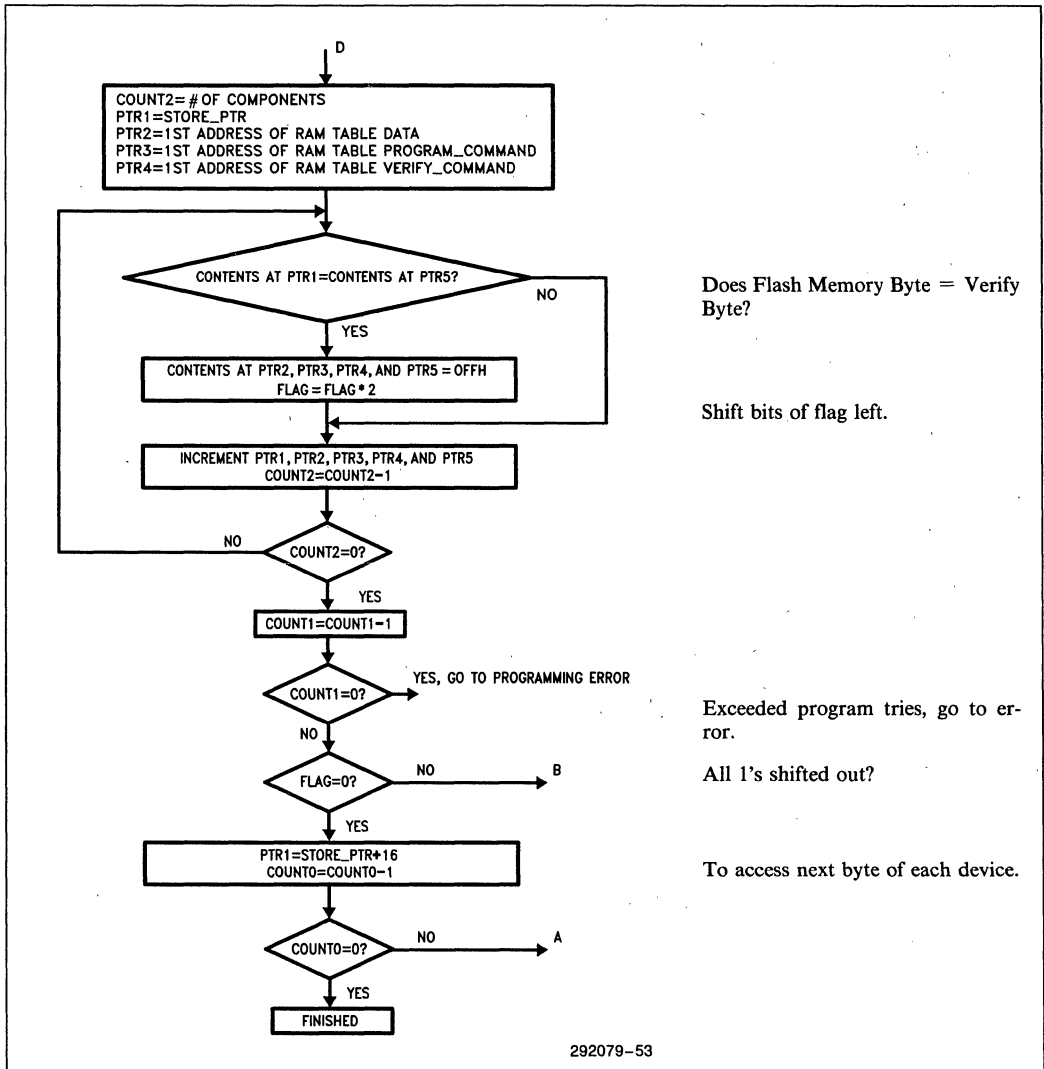 D
COUNT2=# OF COMPONENTS
PTR1=STORE_PTR
PTR2=1ST ADDRESS OF RAM TABLE DATA
PTR3=1ST ADDRESS OF RAM TABLE PROGRAM_COMMAND
PTR4=1ST ADDRESS OF RAM TABLE VERIFY_COMMAND
CONTENTS AT PTR1=CONTENTS AT PTR5?
NO
Does Flash Memory Byte = Verify
Byte?
YES
CONTENTS AT PTR2, PTR3, PTR4, AND PTR5 = OFFH
FLAG = FLAG * 2
Shift bits of flag left.
INCREMENT PTR1, PTR2, PTR3, PTR4, AND PTR5
COUNT2=COUNT2-1
NO
COUNT2=0?
YES
COUNT1=COUNT1-1
COUNT1=0?
YES, GO TO PROGRAMMING ERROR
Exceeded program tries, go to er-
ror.
NO
FLAG=0?
NO
B
All 1's shifted out?
YES
PTR1=STORE_PTR+16
COUNT0=COUNT0-1
To access next byte of each device.
COUNT0=0?
NO
A
YES
FINISHED
292079-53